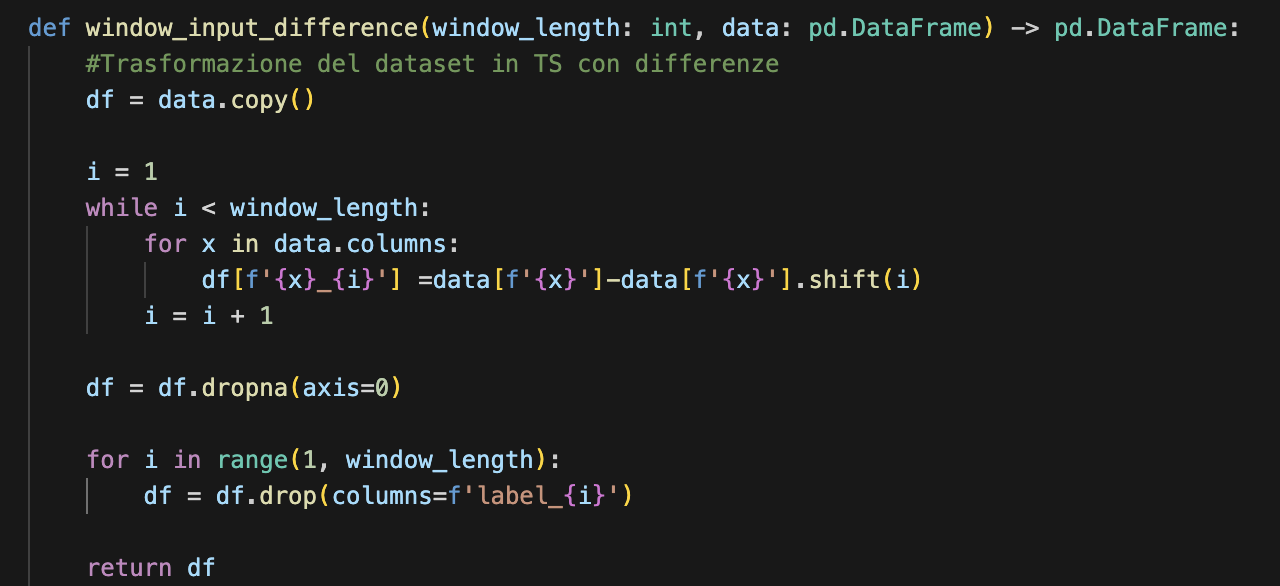 def window_input_difference(window_length: int, data: pd.DataFrame) -> pd.DataFrame:
    #Trasformazione del dataset in TS con differenze
    df = data.copy()

    i = 1
    while i < window_length:
        for x in data.columns:
            df[f'{x}_{i}'] =data[f'{x}']-data[f'{x}'].shift(i)
        i = i + 1

    df = df.dropna(axis=0)

    for i in range(1, window_length):
        df = df.drop(columns=f'label_{i}')

    return df